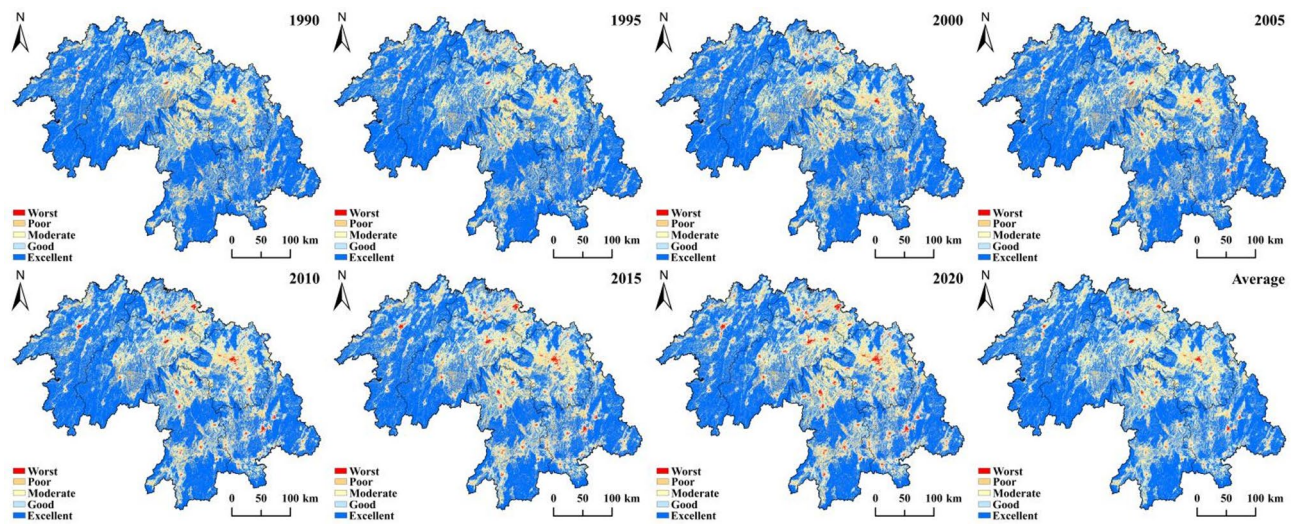 N 1990
Worst
Poor
Moderate
Good
Excellent
0 50 100 km
N 1995
Worst
Poor
Moderate
Good
Excellent
0 50 100 km
N 2000
Worst
Poor
Moderate
Good
Excellent
0 50 100 km
N 2005
Worst
Poor
Moderate
Good
Excellent
0 50 100 km
N 2010
Worst
Poor
Moderate
Good
Excellent
0 50 100 km
N 2015
Worst
Poor
Moderate
Good
Excellent
0 50 100 km
N 2020
Worst
Poor
Moderate
Good
Excellent
0 50 100 km
N Average
Worst
Poor
Moderate
Good
Excellent
0 50 100 km